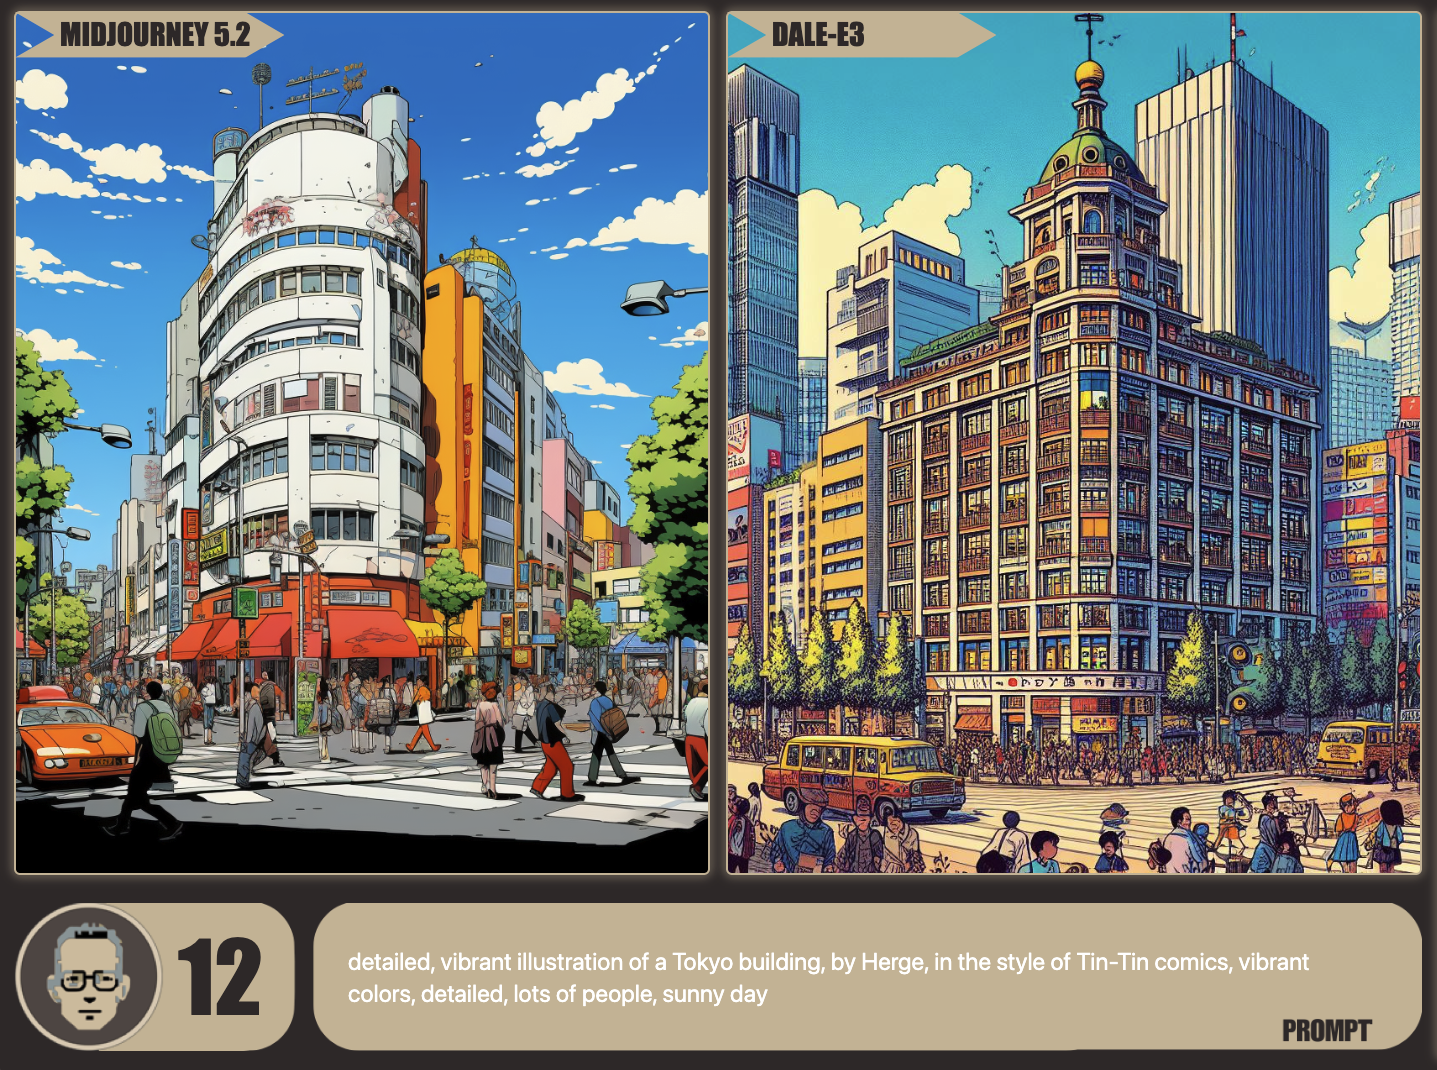 MIDJOURNEY 5.2
DALE-E3
12
detailed, vibrant illustration of a Tokyo building, by Herge, in the style of Tin-Tin comics, vibrant
colors, detailed, lots of people, sunny day
PROMPT